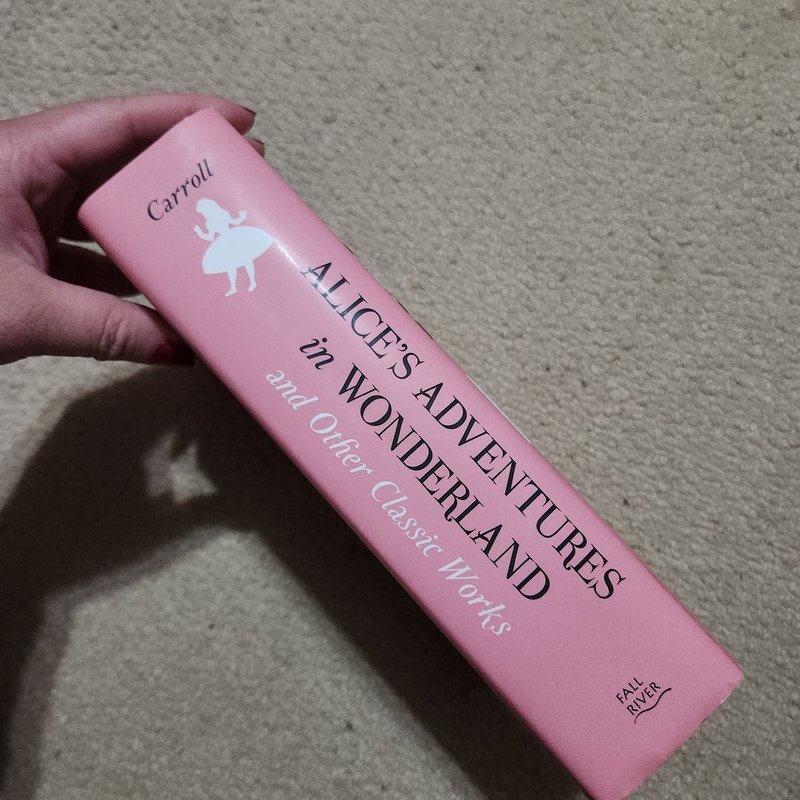 Carroll
ALICE'S ADVENTURES
in WONDERLAND
and Other Classic Works
FALL
RIVER